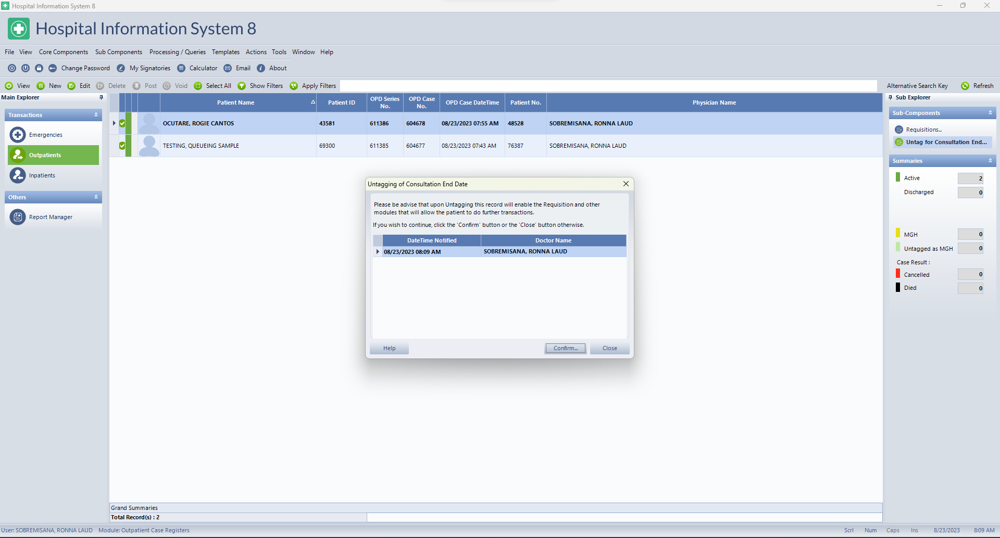 Hospital Information System 8
Hospital Information System 8
File View Core Components Sub Components Processing / Queries Templates Actions Tools Window Help
Change Password My Signatories Calculator Email About
View New Edit Delete Post Void Select All Show Filters Apply Filters Alternative Search Key Refresh
Main Explorer
Transactions
Emergencies
Outpatients
Inpatients
Others
Report Manager
Patient Name Patient ID OPD Series No. OPD Case No. OPD Case DateTime Patient No. Physician Name
OCUTARE, ROGIE CANTOS 43581 611386 604678 08/23/2023 07:55 AM 48528 SOBREMISANA, RONNA LAUD
TESTING, QUEUEING SAMPLE 69300 611385 604677 08/23/2023 07:43 AM 76387 SOBREMISANA, RONNA LAUD
Untagging of Consultation End Date
Please be advise that upon Untagging this record will enable the Requisition and other
modules that will allow the patient to do further transactions.
If you wish to continue, click the 'Confirm' button or the 'Close' button otherwise.
DateTime Notified Doctor Name
08/23/2023 08:09 AM SOBREMISANA, RONNA LAUD
Help Confirm... Close
Sub Explorer
Sub-Components
Requisitions...
Untag for Consultation End...
Summaries
Active 2
Discharged 0
MGH 0
Untagged as MGH 0
Case Result :
Cancelled 0
Died 0
Grand Summaries
Total Record(s) : 2
User: SOBREMISANA, RONNA LAUD Module: Outpatient Case Registers Scrl Num Caps Ins 8/23/2023 8:09 AM